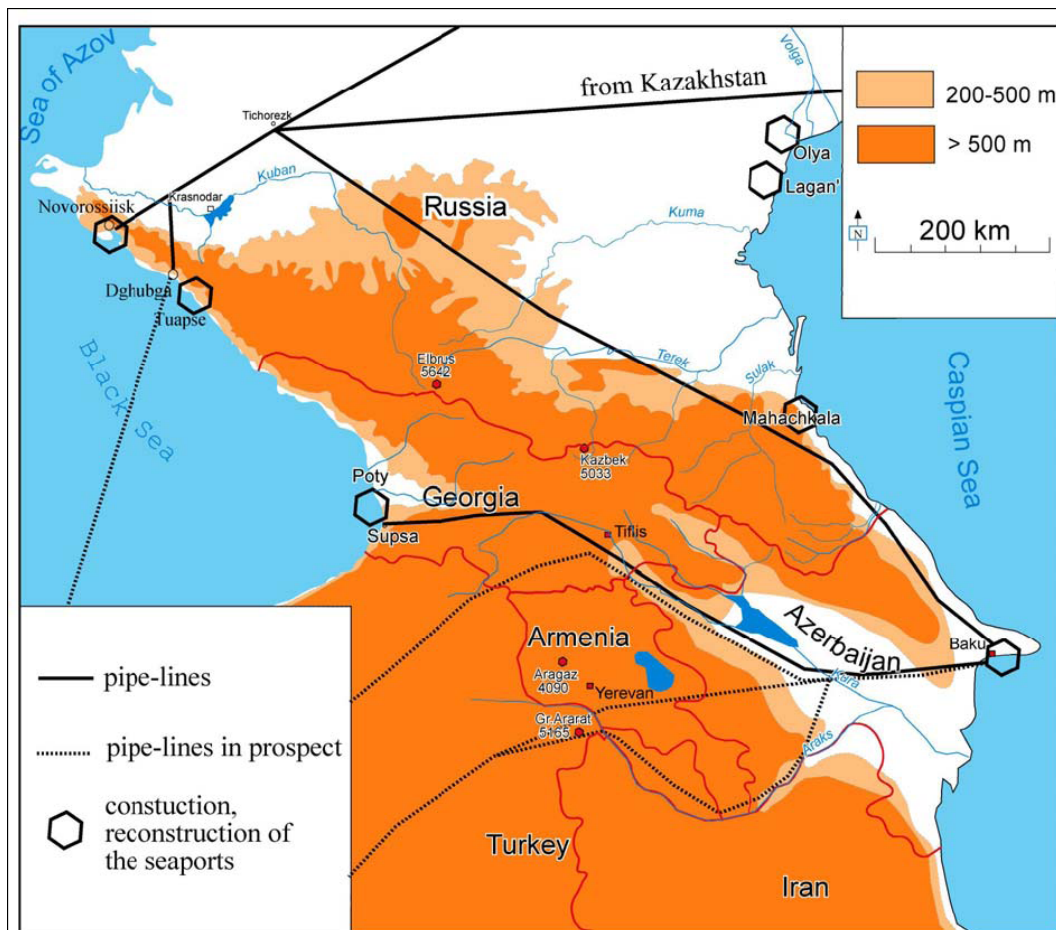 Sea of Azov
Volga
from Kazakhstan
200-500 m
> 500 m
Tichorezk
Olya
Lagan'
N
200 km
Kuban
Krasnodar
Novorossiisk
Russia
Kuma
Dghubga
Tuapse
Black Sea
Elbrus
5642
Terek
Sulak
Mahachkala
Caspian Sea
Kazbek
5033
Poty
Georgia
Supsa
Tiflis
Azerbaijan
Baku
Armenia
Aragaz
4090
Yerevan
Kura
Gr.Ararat
5165
Araks
Turkey
Iran
pipe-lines
pipe-lines in prospect
constuction,
reconstruction of
the seaports